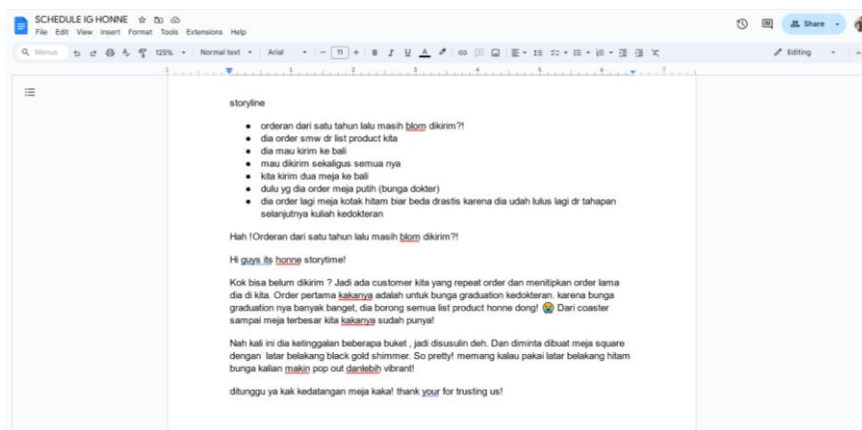 SCHEDULE IG HONNE
Share
File Edit View Insert Format Tools Extensions Help
Menus 125% Normal text Arial - 11 + B I U A Editing
storyline
● orderan dari satu tahun lalu masih blom dikirim?!
● dia order smw dr list product kita
● dia mau kirim ke bali
● mau dikirim sekaligus semua nya
● kita kirim dua meja ke bali
● dulu yg dia order meja putih (bunga dokter)
● dia order lagi meja kotak hitam biar beda drastis karena dia udah lulus lagi dr tahapan
selanjutnya kuliah kedokteran
Hah !Orderan dari satu tahun lalu masih blom dikirim?!
Hi guys its honne storytime!
Kok bisa belum dikirim ? Jadi ada customer kita yang repeat order dan menitipkan order lama
dia di kita. Order pertama kakanya adalah untuk bunga graduation kedokteran. karena bunga
graduation nya banyak banget, dia borong semua list product honne dong! 😭 Dari coaster
sampai meja terbesar kita kakanya sudah punya!
Nah kali ini dia ketinggalan beberapa buket , jadi disusulin deh. Dan diminta dibuat meja square
dengan latar belakang black gold shimmer. So pretty! memang kalau pakai latar belakang hitam
bunga kalian makin pop out danlebih vibrant!
ditunggu ya kak kedatangan meja kaka! thank your for trusting us!